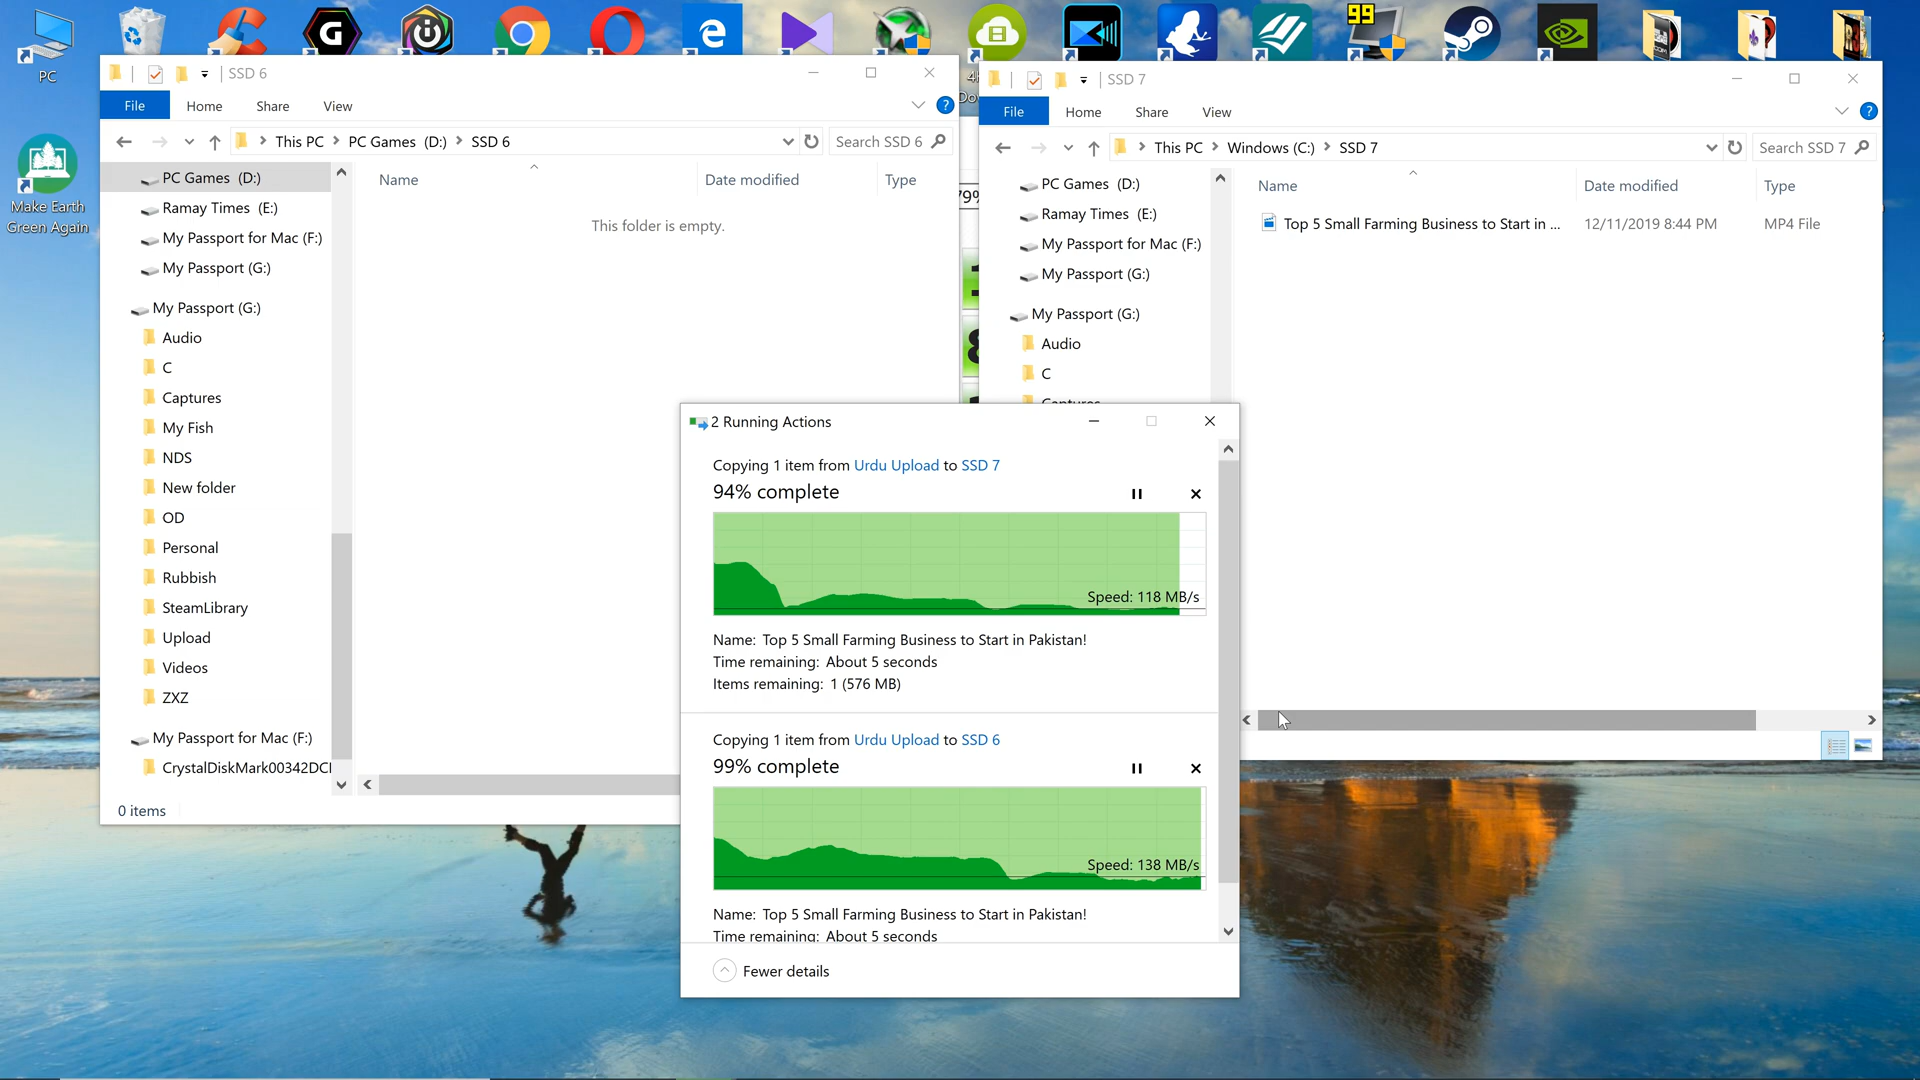 PC
Make Earth
Green Again
99
SSD 6
File
Home
Share
View
This PC
PC Games (D:)
SSD 6
Search SSD 6
PC Games (D:)
Ramay Times (E:)
My Passport for Mac (F:)
My Passport (G:)
My Passport (G:)
Audio
C
Captures
My Fish
NDS
New folder
OD
Personal
Rubbish
SteamLibrary
Upload
Videos
ZXZ
My Passport for Mac (F:)
CrystalDiskMark00342DC
Name
Date modified
Type
This folder is empty.
0 items
79%
SSD 7
File
Home
Share
View
This PC
Windows (C:)
SSD 7
Search SSD 7
PC Games (D:)
Ramay Times (E:)
My Passport for Mac (F:)
My Passport (G:)
My Passport (G:)
Audio
C
Captures
Name
Date modified
Type
Top 5 Small Farming Business to Start in ...
12/11/2019 8:44 PM
MP4 File
2 Running Actions
Copying 1 item from Urdu Upload to SSD 7
94% complete
Speed: 118 MB/s
Name: Top 5 Small Farming Business to Start in Pakistan!
Time remaining: About 5 seconds
Items remaining: 1 (576 MB)
Copying 1 item from Urdu Upload to SSD 6
99% complete
Speed: 138 MB/s
Name: Top 5 Small Farming Business to Start in Pakistan!
Time remaining: About 5 seconds
Fewer details